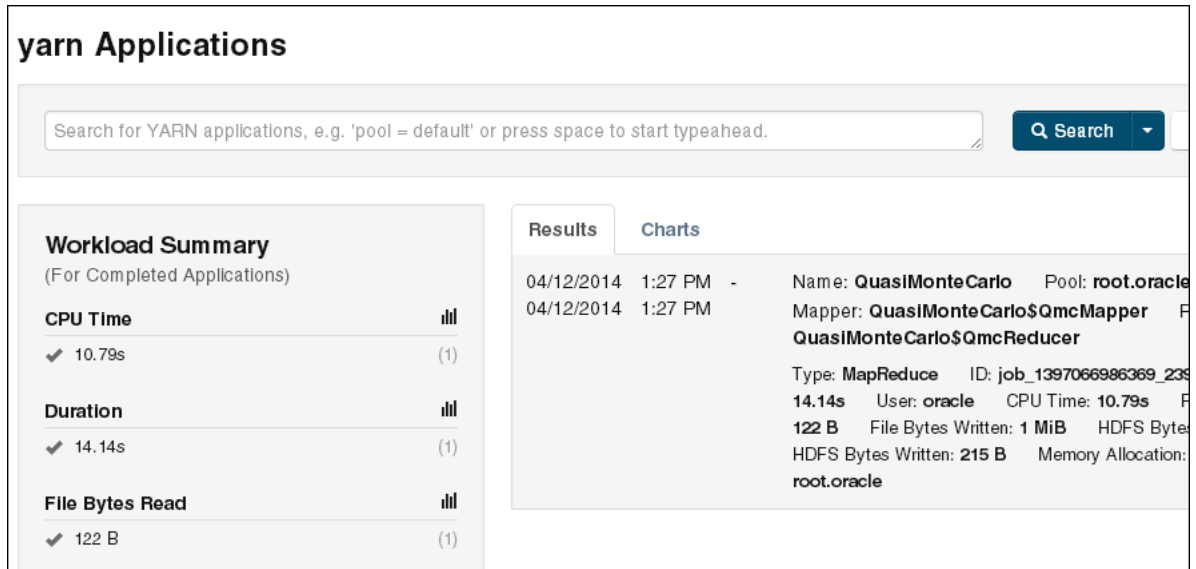 yarn Applications
Search for YARN applications, e.g. 'pool = default' or press space to start typeahead.
Search
Workload Summary
(For Completed Applications)
CPU Time
10.79s (1)
Duration
14.14s (1)
File Bytes Read
122 B (1)
Results Charts
04/12/2014 1:27 PM - Name: QuasiMonteCarlo Pool: root.oracle
04/12/2014 1:27 PM Mapper: QuasiMonteCarlo$QmcMapper
QuasiMonteCarlo$QmcReducer
Type: MapReduce ID: job_1397066986369_239
14.14s User: oracle CPU Time: 10.79s
122 B File Bytes Written: 1 MiB HDFS Bytes
HDFS Bytes Written: 215 B Memory Allocation:
root.oracle